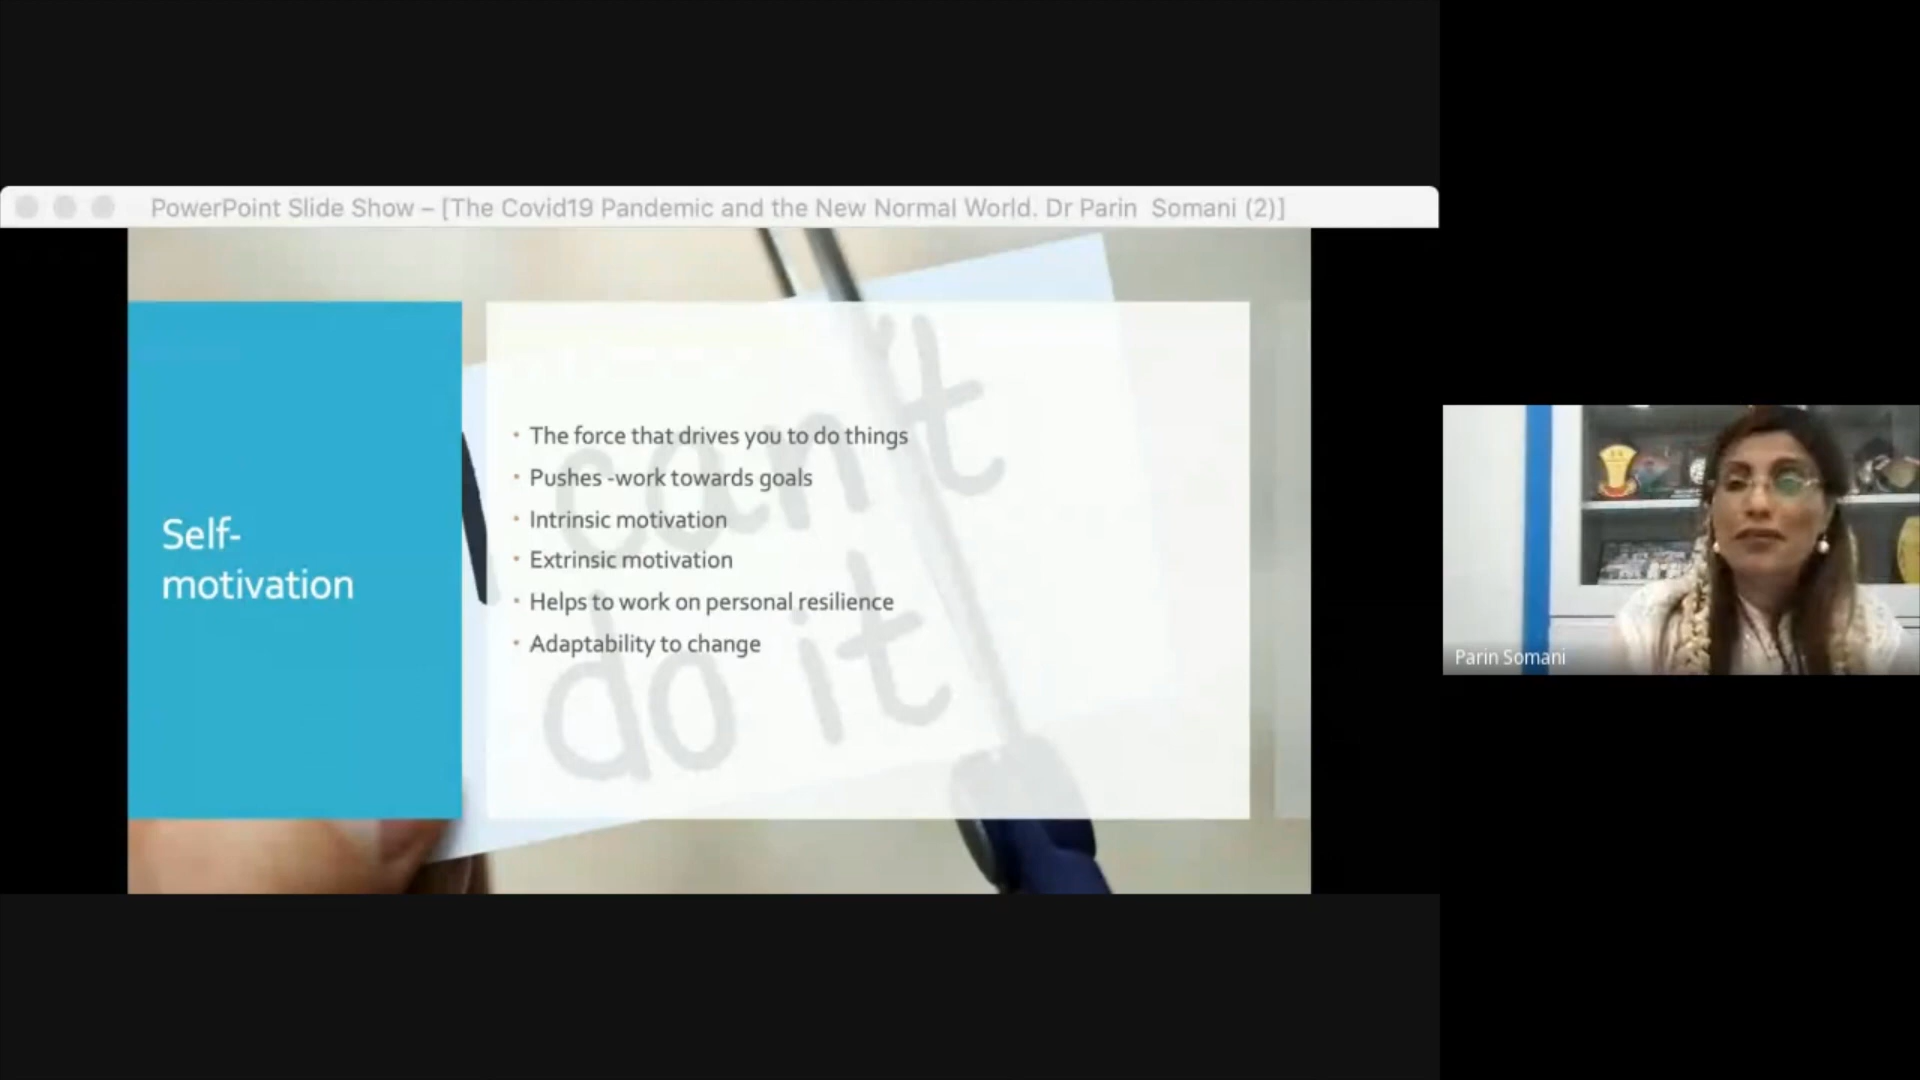 PowerPoint Slide Show – [The Covid19 Pandemic and the New Normal World. Dr Parin Somani (2)]
Self-
motivation
• The force that drives you to do things
• Pushes -work towards goals
• Intrinsic motivation
• Extrinsic motivation
• Helps to work on personal resilience
• Adaptability to change
can't
do it
Parin Somani